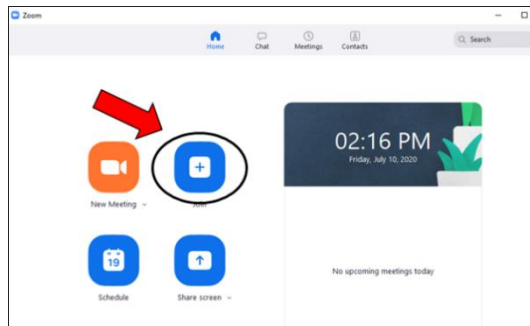 Zoom
Home Chat Meetings Contacts
Search
02:16 PM
Friday, July 10, 2020
New Meeting
Join
19
Schedule
Share screen
No upcoming meetings today